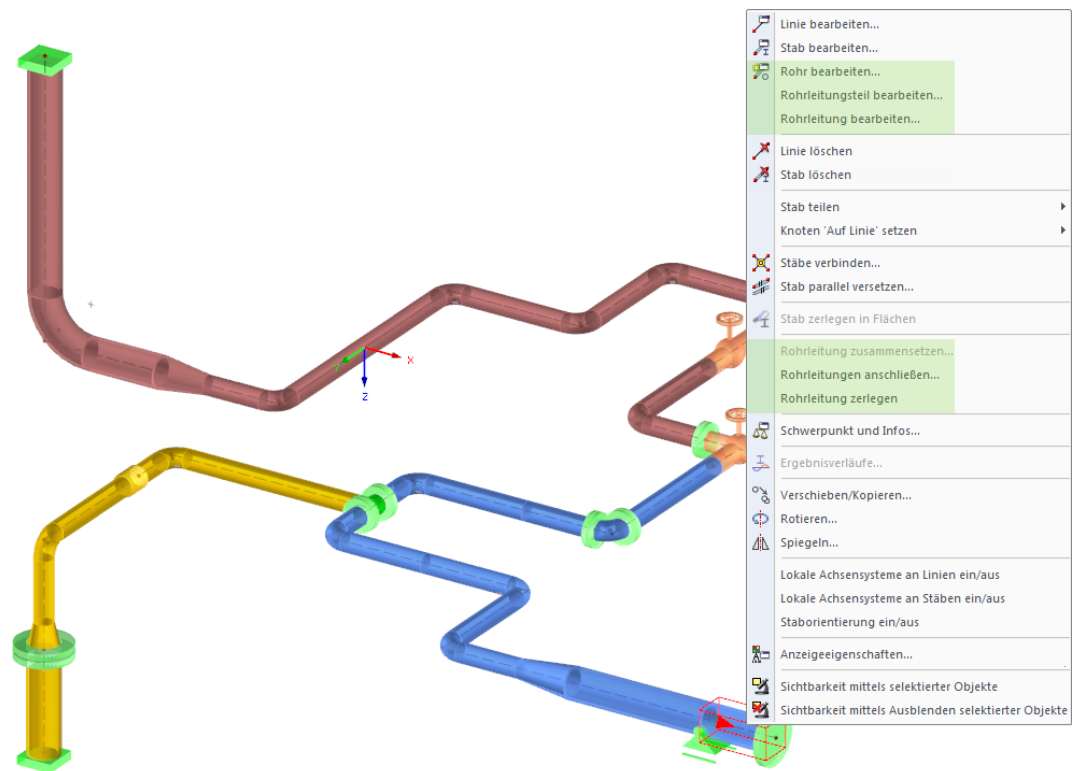 Linie bearbeiten...
Stab bearbeiten...
Rohr bearbeiten...
Rohrleitungsteil bearbeiten...
Rohrleitung bearbeiten...
Linie löschen
Stab löschen
Stab teilen
Knoten 'Auf Linie' setzen
Stäbe verbinden...
Stab parallel versetzen...
Stab zerlegen in Flächen
Rohrleitung zusammensetzen...
Rohrleitungen anschließen...
Rohrleitung zerlegen
Schwerpunkt und Infos...
Ergebnisverläufe...
Verschieben/Kopieren...
Rotieren...
Spiegeln...
Lokale Achsensysteme an Linien ein/aus
Lokale Achsensysteme an Stäben ein/aus
Staborientierung ein/aus
Anzeigeeigenschaften...
Sichtbarkeit mittels selektierter Objekte
Sichtbarkeit mittels Ausblenden selektierter Objekte
X
Y
Z